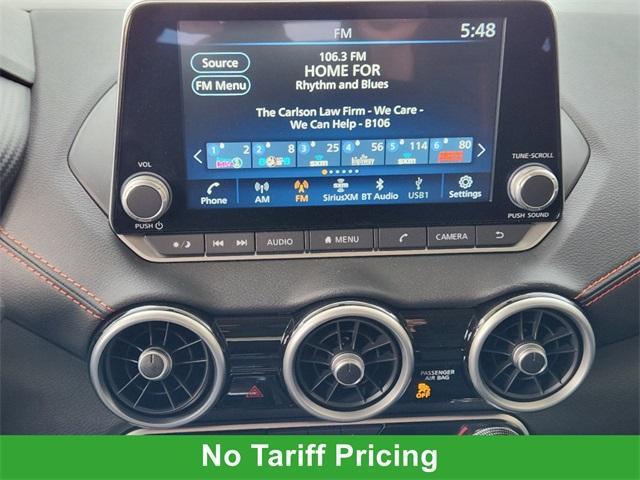 FM 5:48
Source
106.3 FM
HOME FOR
FM Menu
Rhythm and Blues
The Carlson Law Firm - We Care -
We Can Help - B106
1 2 2 8 3 25 4 56 5 114 6 80
sxm highway sxm
VOL
TUNE·SCROLL
Phone AM FM SiriusXM BT Audio USB1 Settings
PUSH
PUSH SOUND
AUDIO MENU CAMERA
PASSENGER
AIR BAG
OFF
No Tariff Pricing